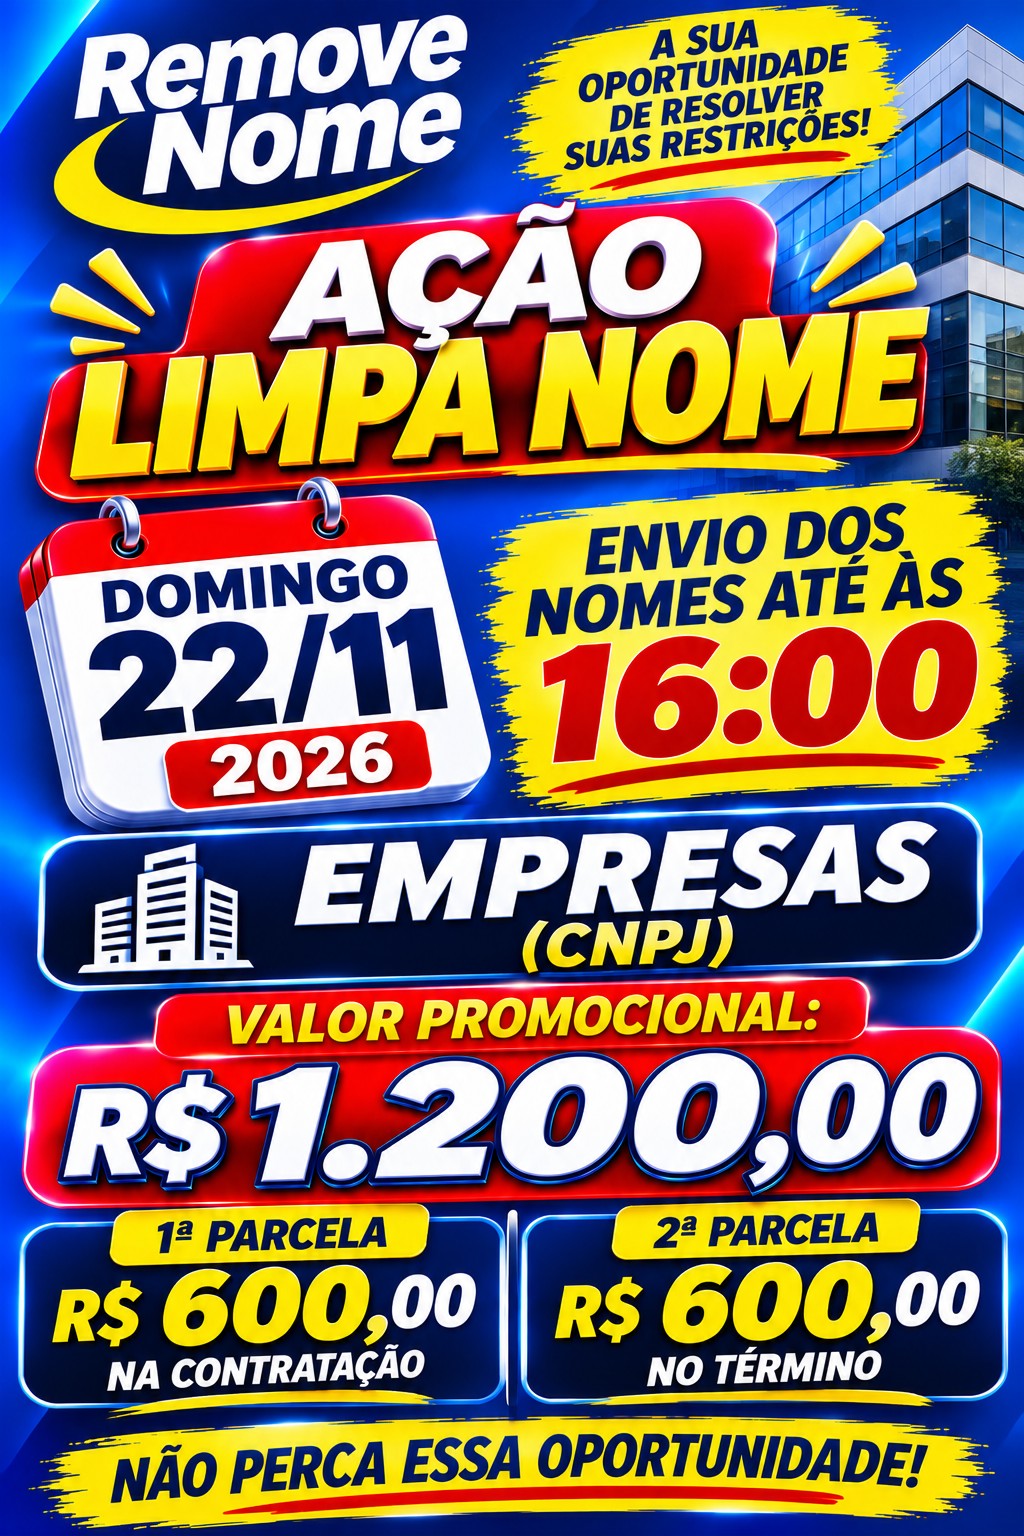 Remove
Nome
A SUA
OPORTUNIDADE
DE RESOLVER
SUAS RESTRIÇÕES!
AÇÃO
LIMPA NOME
DOMINGO
22/11
2026
ENVIO DOS
NOMES ATÉ ÀS
16:00
EMPRESAS
(CNPJ)
VALOR PROMOCIONAL:
R$ 1.200,00
1ª PARCELA
R$ 600,00
NA CONTRATAÇÃO
2ª PARCELA
R$ 600,00
NO TÉRMINO
NÃO PERCA ESSA OPORTUNIDADE!